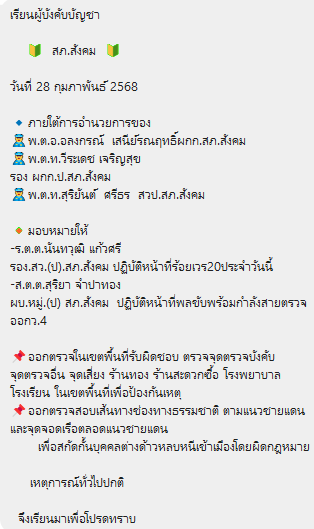 เรียนผู้บังคับบัญชา
🔰 สภ.สังคม 🔰
วันที่ 28 กุมภาพันธ์ 2568
🔹ภายใต้การอำนวยการของ
👮พ.ต.อ.อลงกรณ์ เสนีย์รณฤทธิ์ผกก.สภ.สังคม
👮พ.ต.ท.วีระเดช เจริญสุข
รอง ผกก.ป.สภ.สังคม
👮พ.ต.ท.สุริยันต์ ศรีธร สวป.สภ.สังคม
🔸มอบหมายให้
-ร.ต.ต.นันทวุฒิ แก้วศรี
รอง.สว.(ป).สภ.สังคม ปฏิบัติหน้าที่ร้อยเวร20ประจำวันนี้
-ส.ต.ต.สุริยา จำปาทอง
ผบ.หมู่.(ป) สภ.สังคม ปฏิบัติหน้าที่พลขับพร้อมกำลังสายตรวจ
ออกว.4
📌ออกตรวจในเขตพื้นที่รับผิดชอบ ตรวจจุดตรวจบังคับ
จุดตรวจอื่น จุดเสี่ยง ร้านทอง ร้านสะดวกซื้อ โรงพยาบาล
โรงเรียน ในเขตพื้นที่เพื่อป้องกันเหตุ
📌ออกตรวจสอบเส้นทางช่องทางธรรมชาติ ตามแนวชายแดน
และจุดจอดเรือตลอดแนวชายแดน
เพื่อสกัดกั้นบุคคลต่างด้าวหลบหนีเข้าเมืองโดยผิดกฎหมาย
เหตุการณ์ทั่วไปปกติ
จึงเรียนมาเพื่อโปรดทราบ